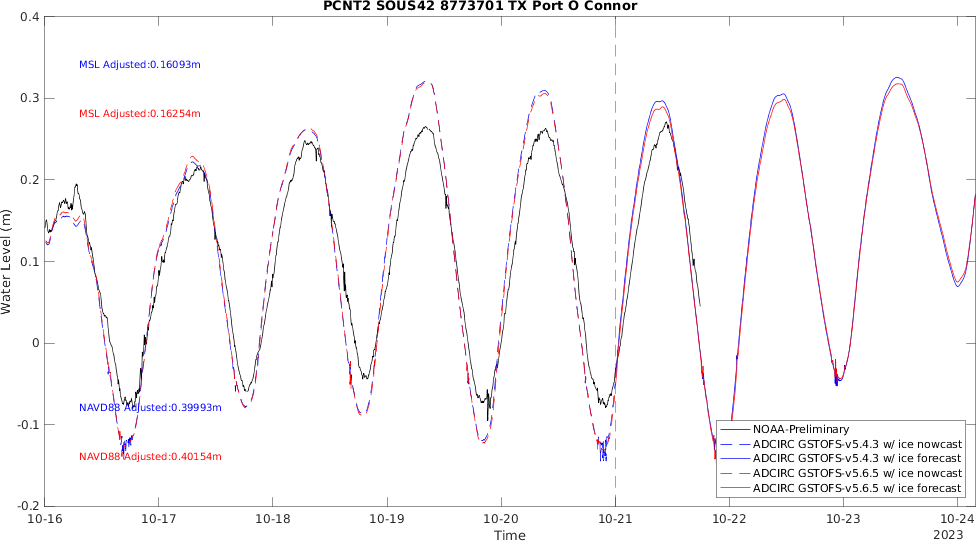 PCNT2 SOUS42 8773701 TX Port O Connor
0.4
0.3
0.2
0.1
0
-0.1
-0.2
Water Level (m)
MSL Adjusted:0.16093m
MSL Adjusted:0.16254m
NAVD88 Adjusted:0.39993m
NAVD88 Adjusted:0.40154m
NOAA-Preliminary
ADCIRC GSTOFS-v5.4.3 w/ ice nowcast
ADCIRC GSTOFS-v5.4.3 w/ ice forecast
ADCIRC GSTOFS-v5.6.5 w/ ice nowcast
ADCIRC GSTOFS-v5.6.5 w/ ice forecast
10-16 10-17 10-18 10-19 10-20 10-21 10-22 10-23 10-24
Time
2023